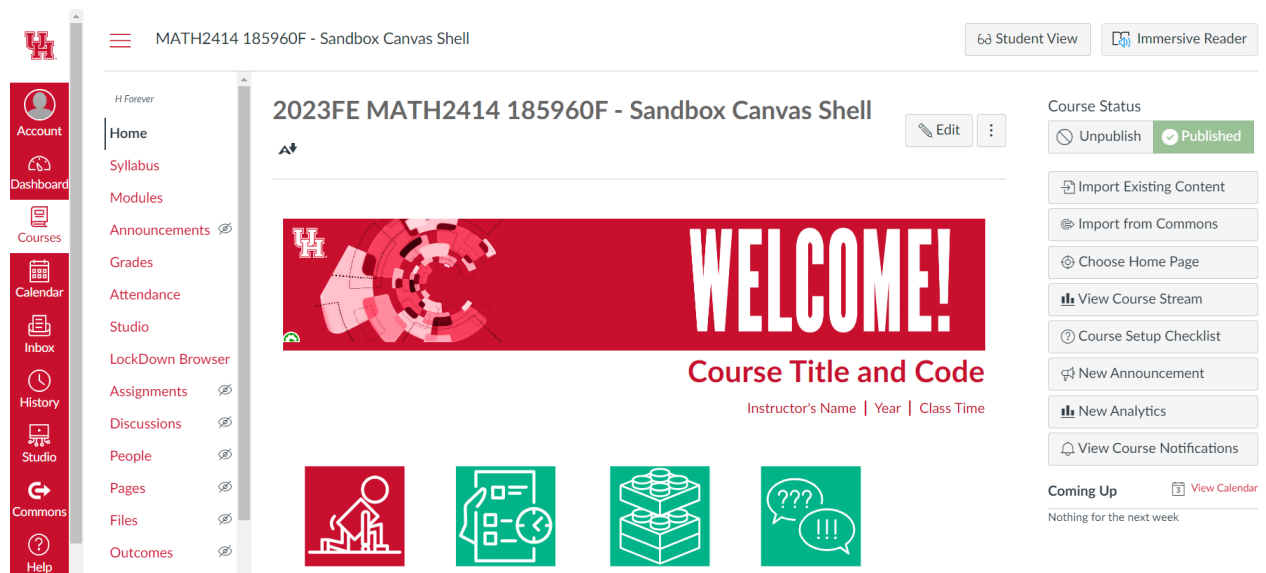 UH
Account
Dashboard
Courses
Calendar
Inbox
History
Studio
Commons
Help
MATH2414 185960F - Sandbox Canvas Shell
Student View
Immersive Reader
H Forever
Home
Syllabus
Modules
Announcements
Grades
Attendance
Studio
LockDown Browser
Assignments
Discussions
People
Pages
Files
Outcomes
2023FE MATH2414 185960F - Sandbox Canvas Shell
Edit
A
UH
WELCOME!
Course Title and Code
Instructor's Name | Year | Class Time
???
!!!
Course Status
Unpublish
Published
Import Existing Content
Import from Commons
Choose Home Page
View Course Stream
Course Setup Checklist
New Announcement
New Analytics
View Course Notifications
Coming Up
3 View Calendar
Nothing for the next week